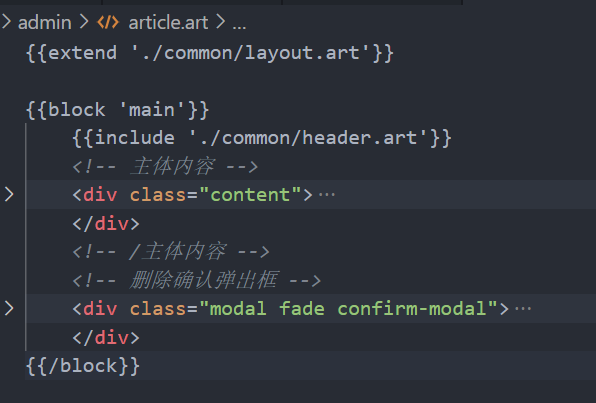 admin > article.art > ...
{{extend './common/layout.art'}}
{{block 'main'}}
{{include './common/header.art'}}
<!-- 主体内容 -->
<div class="content">…
</div>
<!-- /主体内容 -->
<!-- 删除确认弹出框 -->
<div class="modal fade confirm-modal">…
</div>
{{/block}}